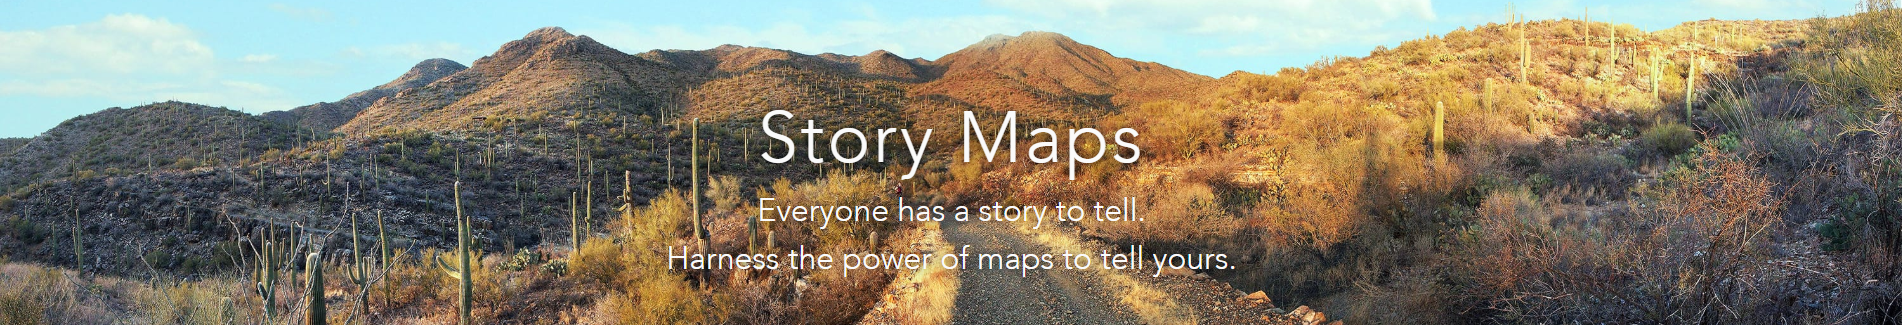 Story Maps
Everyone has a story to tell.
Harness the power of maps to tell yours.